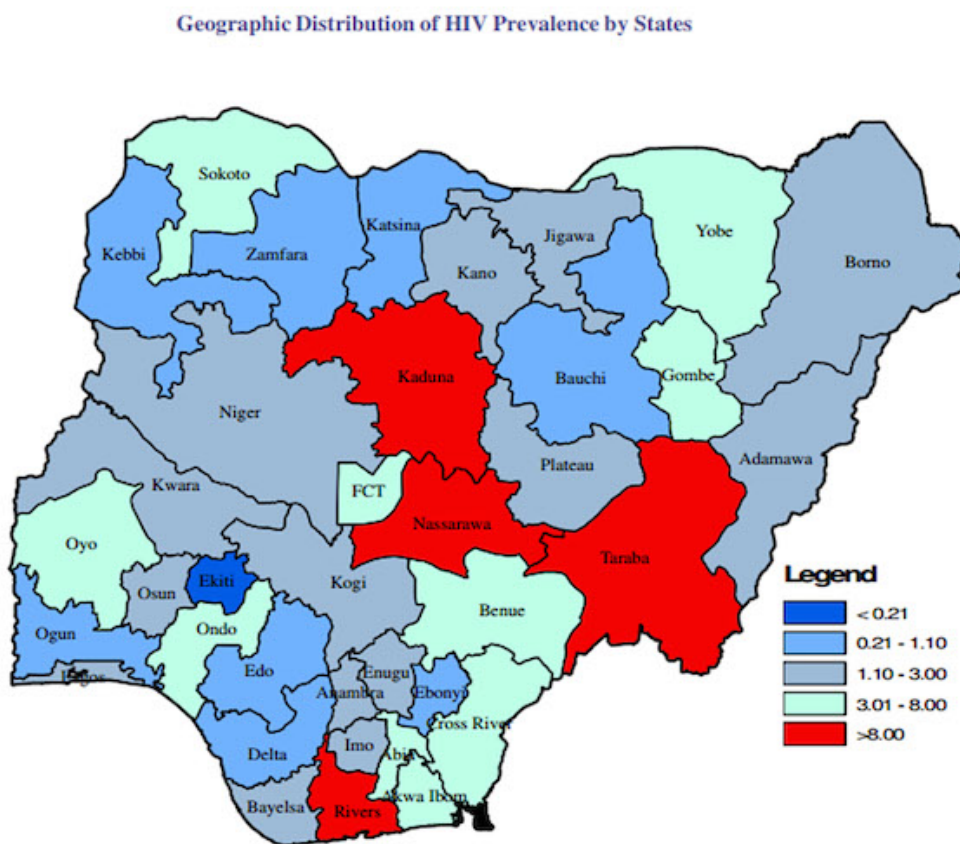 Geographic Distribution of HIV Prevalence by States
Sokoto
Kebbi
Zamfara
Katsina
Kano
Jigawa
Yobe
Borno
Kaduna
Bauchi
Gombe
Niger
Adamawa
Plateau
Kwara
FCT
Nassarawa
Taraba
Oyo
Osun
Ekiti
Kogi
Benue
Ogun
Ondo
Lagos
Edo
Enugu
Anambra
Ebonyi
Cross River
Delta
Imo
Abia
Akwa Ibom
Bayelsa
Rivers
Legend
< 0.21
0.21 - 1.10
1.10 - 3.00
3.01 - 8.00
>8.00